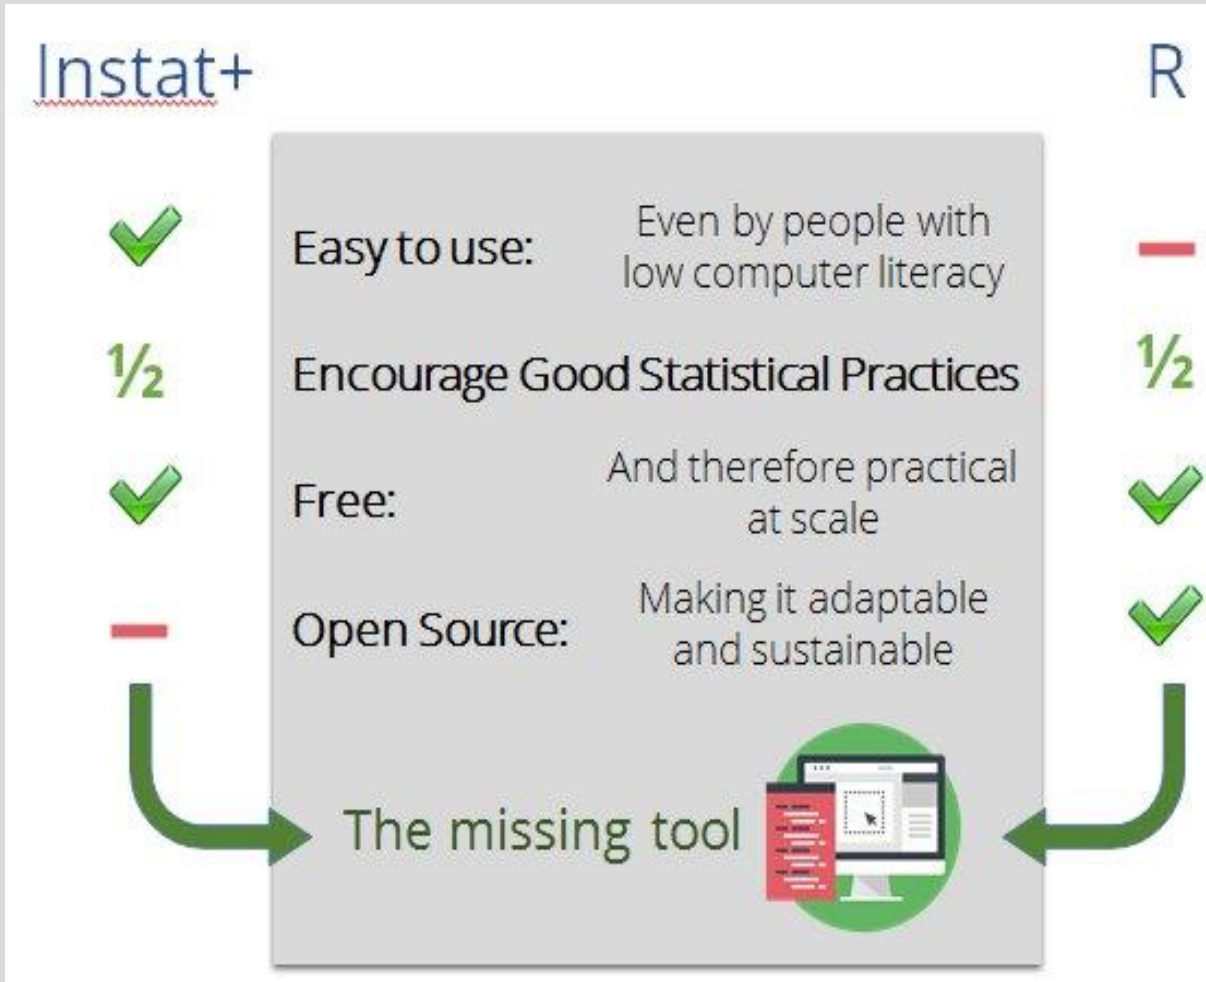 Instat+
R
Easy to use:
Even by people with
low computer literacy
½
Encourage Good Statistical Practices
½
Free:
And therefore practical
at scale
Open Source:
Making it adaptable
and sustainable
The missing tool